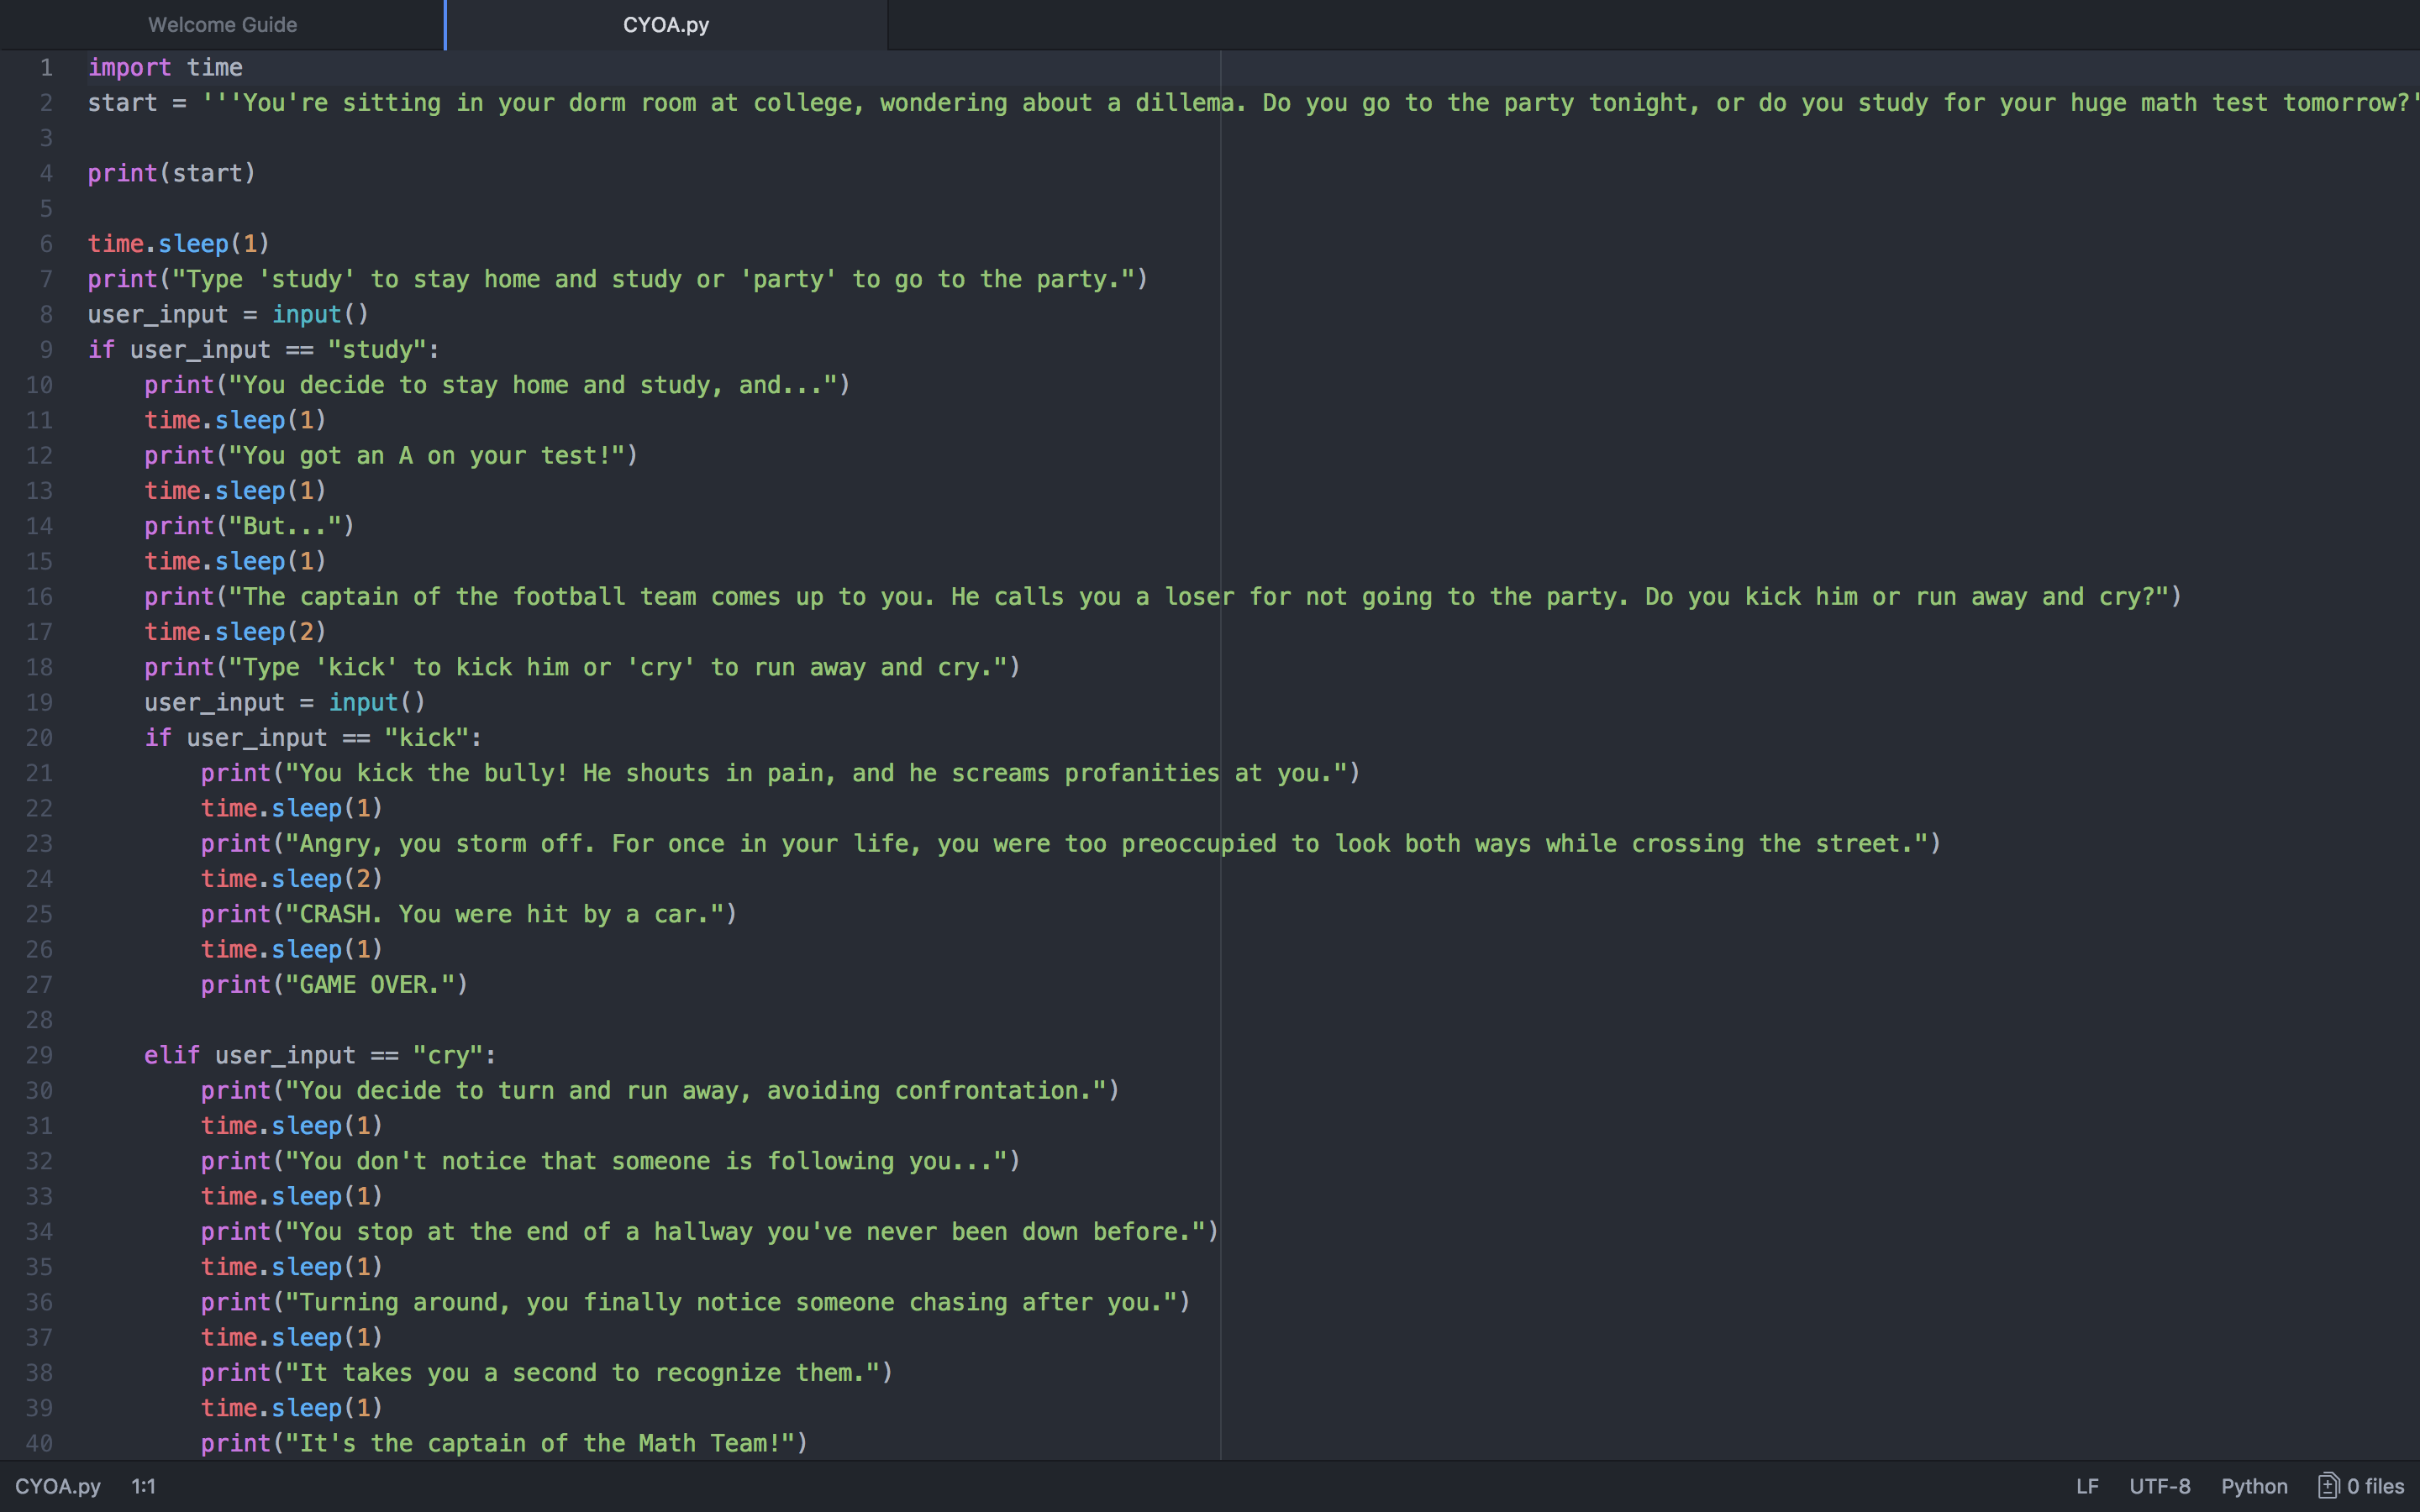 Welcome Guide
CYOA.py
1 import time
2 start = '''You're sitting in your dorm room at college, wondering about a dillema. Do you go to the party tonight, or do you study for your huge math test tomorrow?'
3
4 print(start)
5
6 time.sleep(1)
7 print("Type 'study' to stay home and study or 'party' to go to the party.")
8 user_input = input()
9 if user_input == "study":
10     print("You decide to stay home and study, and...")
11     time.sleep(1)
12     print("You got an A on your test!")
13     time.sleep(1)
14     print("But...")
15     time.sleep(1)
16     print("The captain of the football team comes up to you. He calls you a loser for not going to the party. Do you kick him or run away and cry?")
17     time.sleep(2)
18     print("Type 'kick' to kick him or 'cry' to run away and cry.")
19     user_input = input()
20     if user_input == "kick":
21         print("You kick the bully! He shouts in pain, and he screams profanities at you.")
22         time.sleep(1)
23         print("Angry, you storm off. For once in your life, you were too preoccupied to look both ways while crossing the street.")
24         time.sleep(2)
25         print("CRASH. You were hit by a car.")
26         time.sleep(1)
27         print("GAME OVER.")
28
29     elif user_input == "cry":
30         print("You decide to turn and run away, avoiding confrontation.")
31         time.sleep(1)
32         print("You don't notice that someone is following you...")
33         time.sleep(1)
34         print("You stop at the end of a hallway you've never been down before.")
35         time.sleep(1)
36         print("Turning around, you finally notice someone chasing after you.")
37         time.sleep(1)
38         print("It takes you a second to recognize them.")
39         time.sleep(1)
40         print("It's the captain of the Math Team!")
CYOA.py 1:1 LF UTF-8 Python 0 files